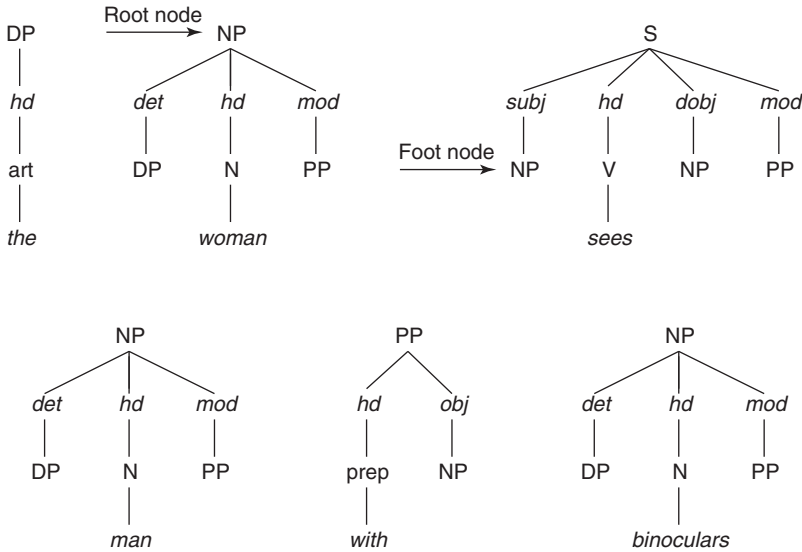 DP Root node NP S
hd det hd mod subj hd dobj mod
art DP N PP Foot node NP V NP PP
the woman sees
NP PP NP
det hd mod hd obj det hd mod
DP N PP prep NP DP N PP
man with binoculars